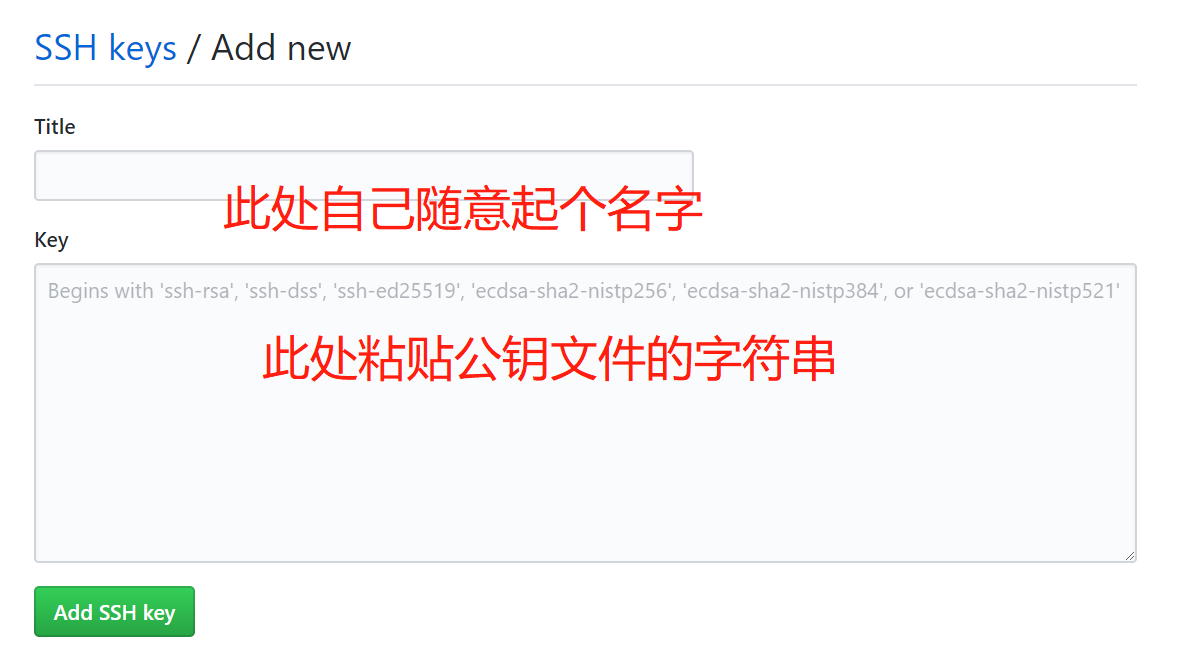 SSH keys / Add new
Title
此处自己随意起个名字
Key
Begins with 'ssh-rsa', 'ssh-dss', 'ssh-ed25519', 'ecdsa-sha2-nistp256', 'ecdsa-sha2-nistp384', or 'ecdsa-sha2-nistp521'
此处粘贴公钥文件的字符串
Add SSH key